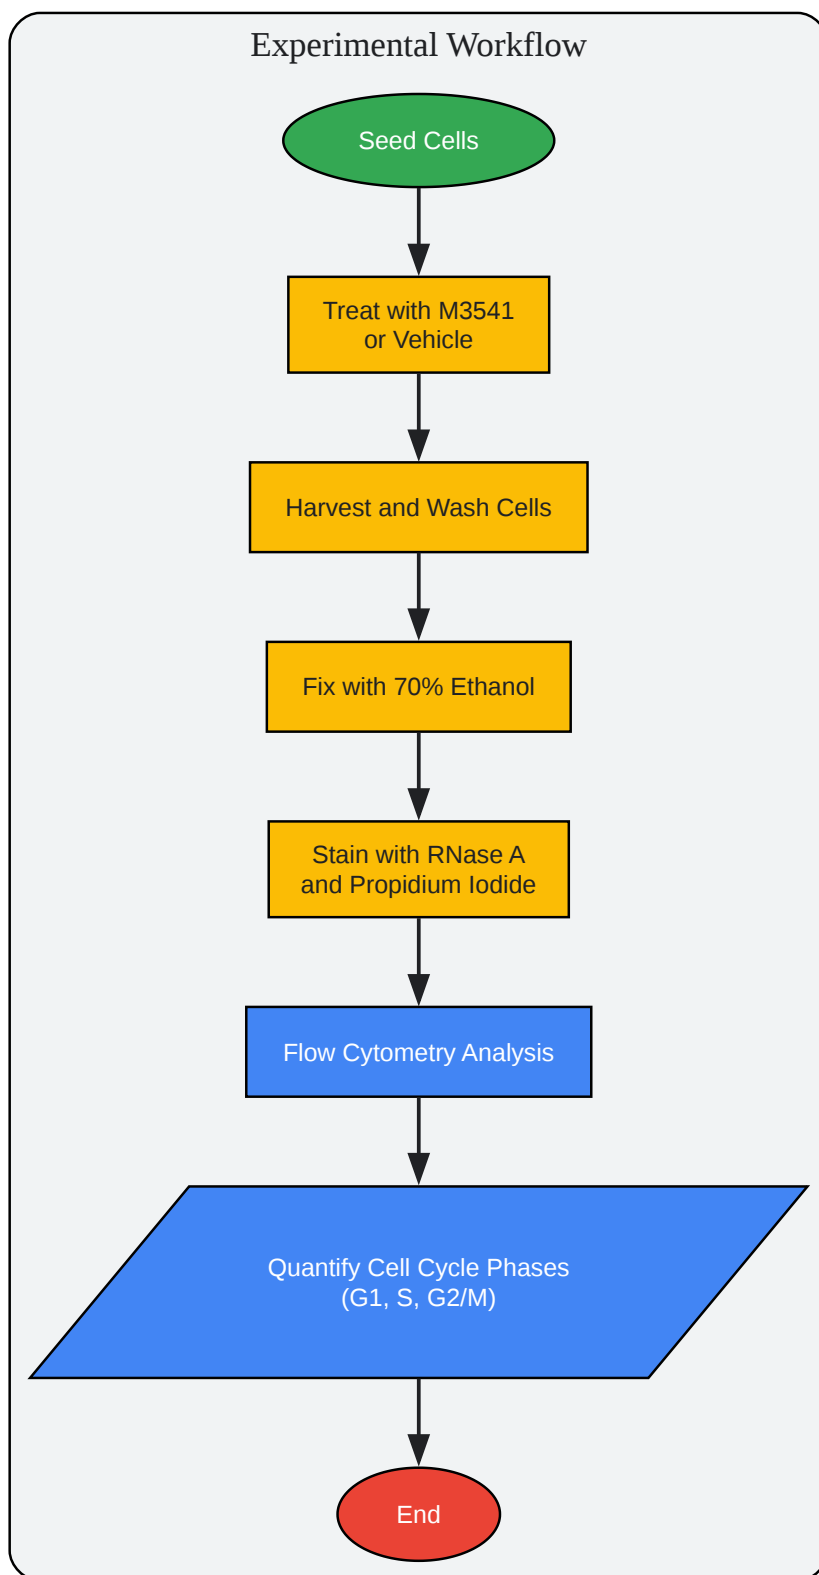 Experimental Workflow
Seed Cells
Treat with M3541
or Vehicle
Harvest and Wash Cells
Fix with 70% Ethanol
Stain with RNase A
and Propidium Iodide
Flow Cytometry Analysis
Quantify Cell Cycle Phases
(G1, S, G2/M)
End